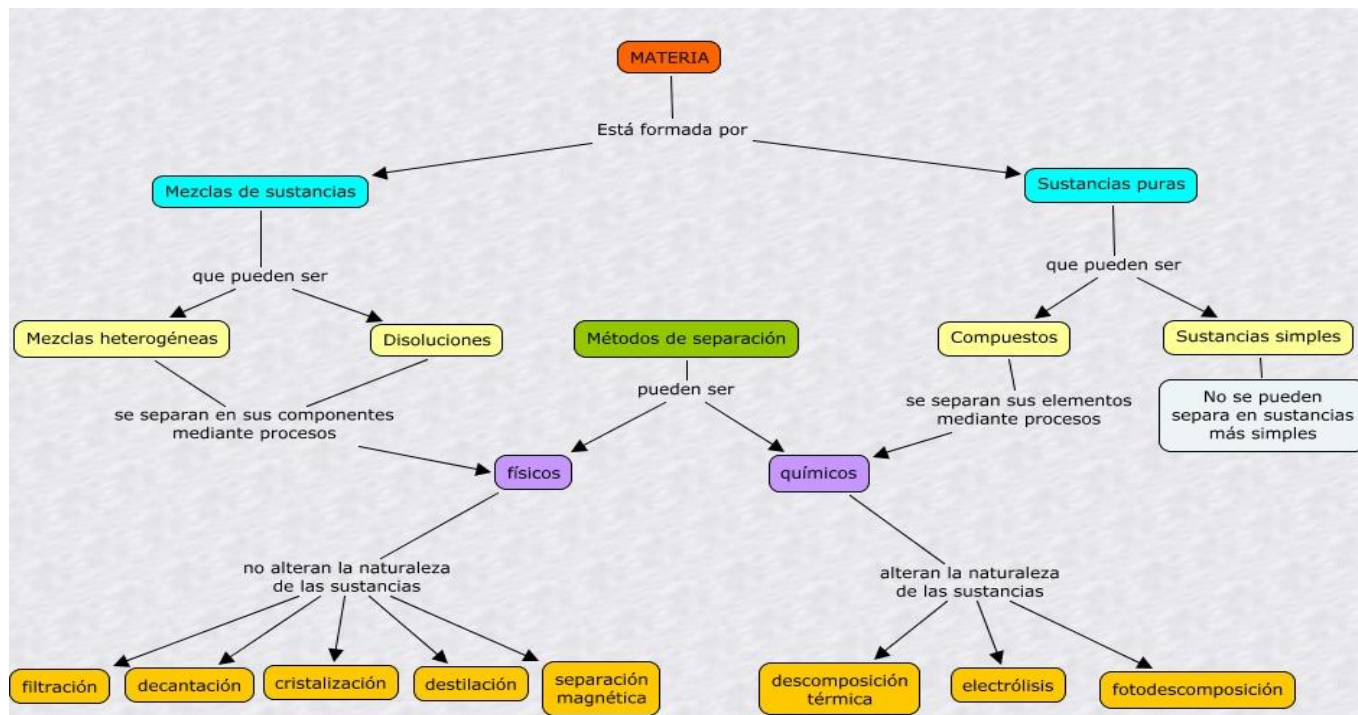 MATERIA
Está formada por
Mezclas de sustancias
Sustancias puras
que pueden ser
que pueden ser
Mezclas heterogéneas
Disoluciones
Métodos de separación
Compuestos
Sustancias simples
pueden ser
se separan en sus componentes
mediante procesos
se separan sus elementos
mediante procesos
No se pueden
separa en sustancias
más simples
físicos
químicos
no alteran la naturaleza
de las sustancias
alteran la naturaleza
de las sustancias
filtración
decantación
cristalización
destilación
separación
magnética
descomposición
térmica
electrólisis
fotodescomposición